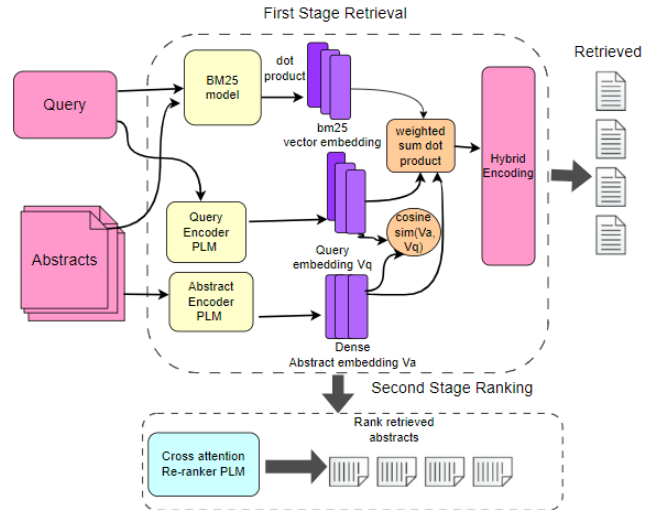 First Stage Retrieval
Retrieved
Query
BM25
model
dot
product
bm25
vector embedding
weighted
sum dot
product
Hybrid
Encoding
Abstracts
Query
Encoder
PLM
Query
embedding Vq
cosine
sim(Va,
Vq)
Abstract
Encoder
PLM
Dense
Abstract embedding Va
Second Stage Ranking
Rank retrieved
abstracts
Cross attention
Re-ranker PLM